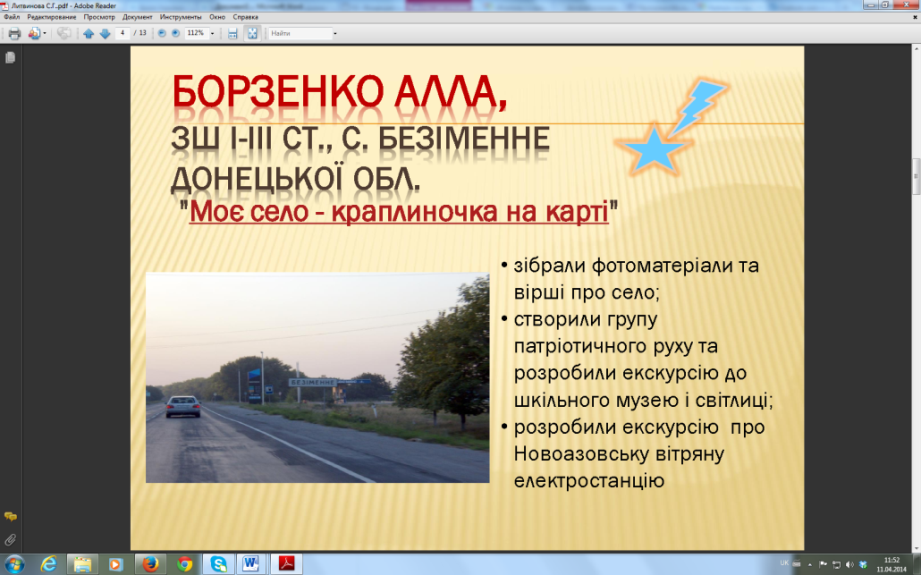 Литвинова С.Г..pdf - Adobe Reader
Файл Редактирование Просмотр Документ Инструменты Окно Справка
4 / 13 112% Найти
БОРЗЕНКО АЛЛА,
ЗШ І-ІІІ СТ., С. БЕЗІМЕННЕ
ДОНЕЦЬКОЇ ОБЛ.
"Моє село - краплиночка на карті"
• зібрали фотоматеріали та
вірші про село;
• створили групу
патріотичного руху та
розробили екскурсію до
шкільного музею і світлиці;
• розробили екскурсію про
Новоазовську вітряну
електростанцію
БЕЗІМЕННЕ
UK
11:52
11.04.2014